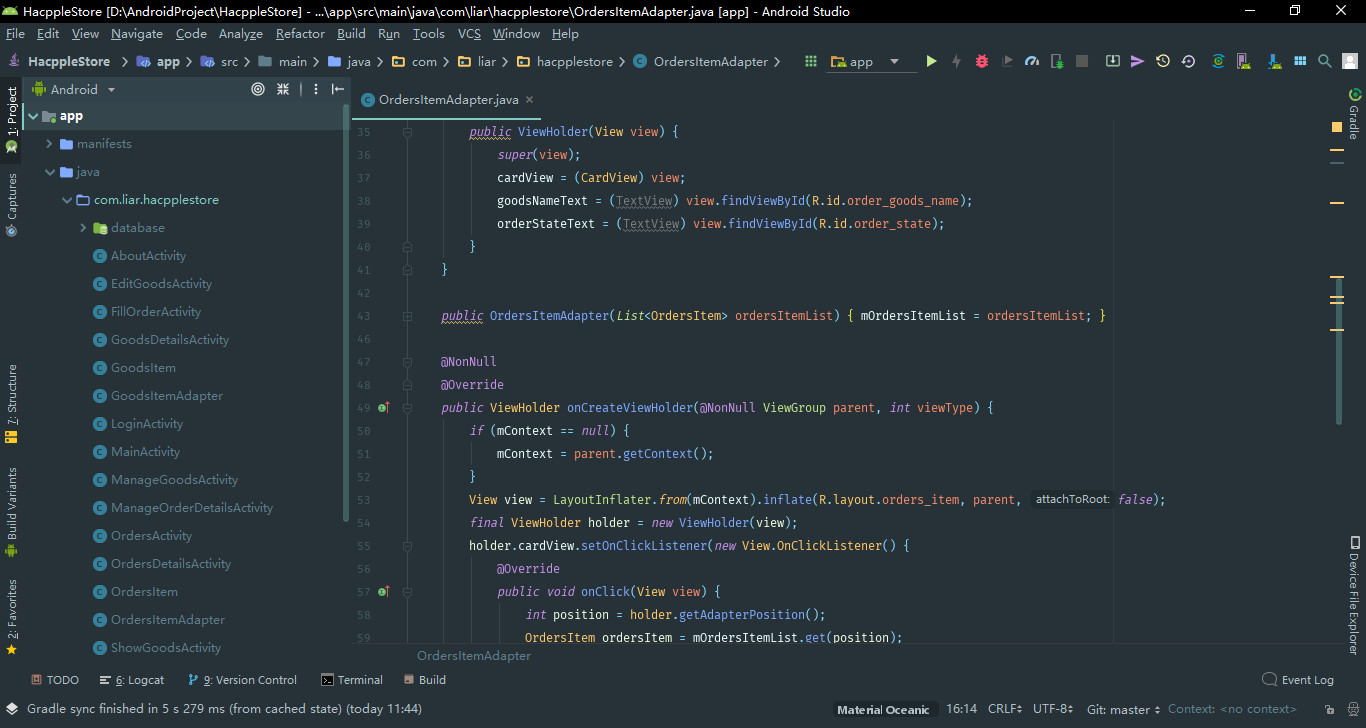 HacppleStore [D:\AndroidProject\HacppleStore] - ...\app\src\main\java\com\liar\hacpplestore\OrdersItemAdapter.java [app] - Android Studio
File Edit View Navigate Code Analyze Refactor Build Run Tools VCS Window Help
HacppleStore app src main java com liar hacpplestore OrdersItemAdapter app
Android
OrdersItemAdapter.java
1: Project
Captures
7: Structure
Build Variants
2: Favorites
app
manifests
java
com.liar.hacpplestore
database
AboutActivity
EditGoodsActivity
FillOrderActivity
GoodsDetailsActivity
GoodsItem
GoodsItemAdapter
LoginActivity
MainActivity
ManageGoodsActivity
ManageOrderDetailsActivity
OrdersActivity
OrdersDetailsActivity
OrdersItem
OrdersItemAdapter
ShowGoodsActivity
35 public ViewHolder(View view) {
36 super(view);
37 cardView = (CardView) view;
38 goodsNameText = (TextView) view.findViewById(R.id.order_goods_name);
39 orderStateText = (TextView) view.findViewById(R.id.order_state);
40 }
41 }
42
43 public OrdersItemAdapter(List<OrdersItem> ordersItemList) { mOrdersItemList = ordersItemList; }
46
47 @NonNull
48 @Override
49 public ViewHolder onCreateViewHolder(@NonNull ViewGroup parent, int viewType) {
50 if (mContext == null) {
51 mContext = parent.getContext();
52 }
53 View view = LayoutInflater.from(mContext).inflate(R.layout.orders_item, parent, attachToRoot: false);
54 final ViewHolder holder = new ViewHolder(view);
55 holder.cardView.setOnClickListener(new View.OnClickListener() {
56 @Override
57 public void onClick(View view) {
58 int position = holder.getAdapterPosition();
59 OrdersItem ordersItem = mOrdersItemList.get(position);
OrdersItemAdapter
Gradle
Device File Explorer
TODO 6: Logcat 9: Version Control Terminal Build Event Log
Gradle sync finished in 5 s 279 ms (from cached state) (today 11:44) Material Oceanic 16:14 CRLF UTF-8 Git: master Context: <no context>